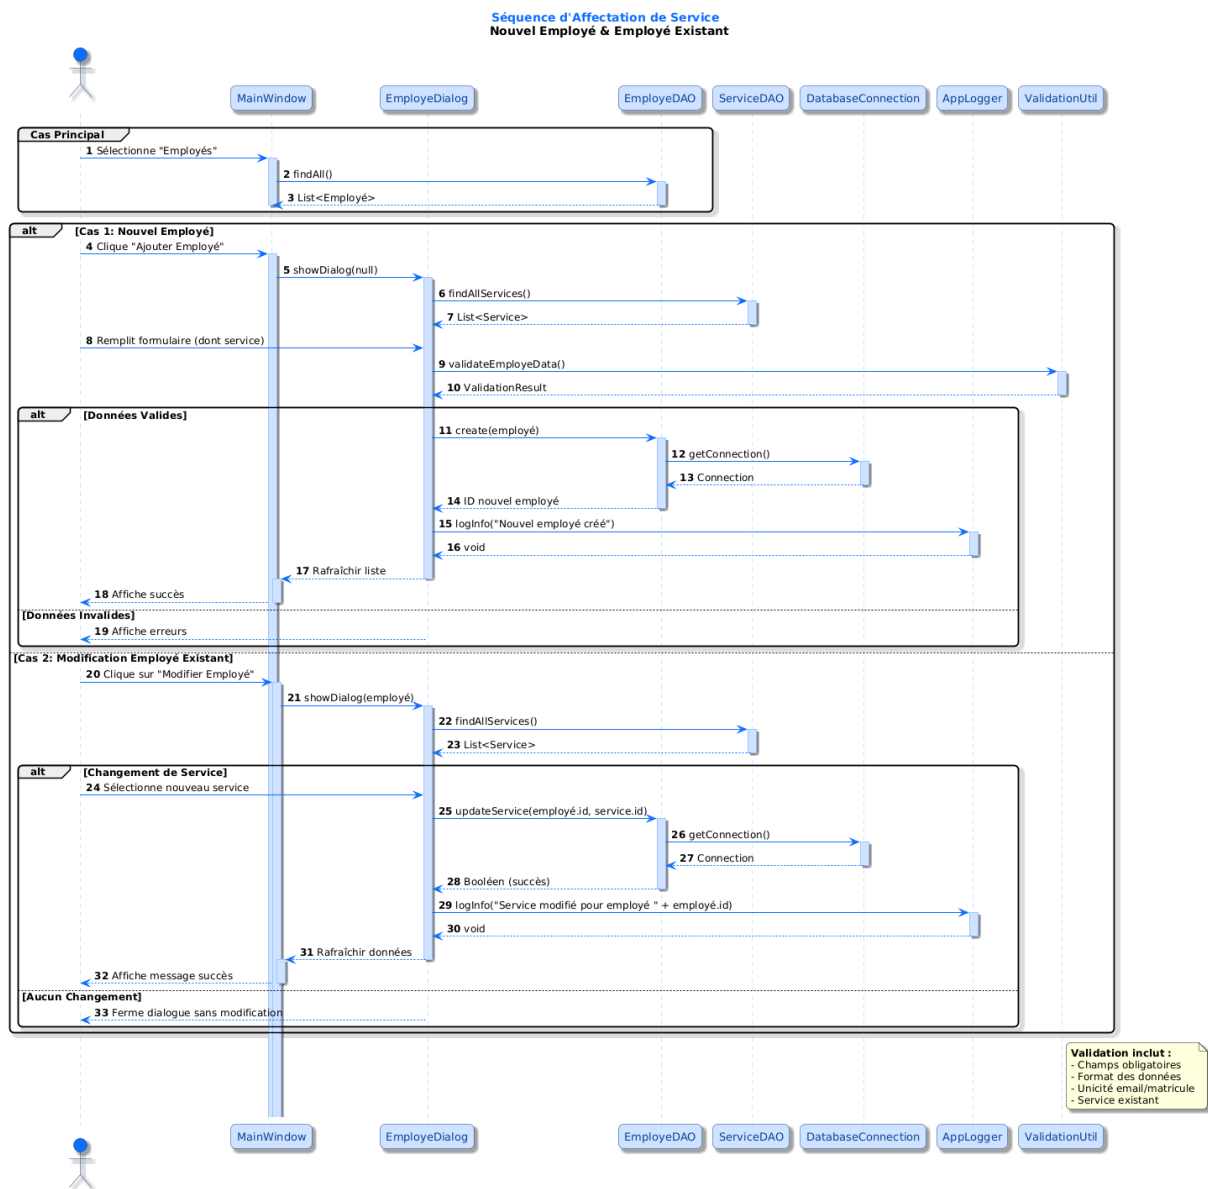 Séquence d'Affectation de Service
Nouvel Employé & Employé Existant
MainWindow
EmployeDialog
EmployeDAO
ServiceDAO
DatabaseConnection
AppLogger
ValidationUtil
Cas Principal
1 Sélectionne "Employés"
2 findAll()
3 List<Employé>
alt [Cas 1: Nouvel Employé]
4 Clique "Ajouter Employé"
5 showDialog(null)
6 findAllServices()
7 List<Service>
8 Remplit formulaire (dont service)
9 validateEmployeData()
10 ValidationResult
alt [Données Valides]
11 create(employé)
12 getConnection()
13 Connection
14 ID nouvel employé
15 logInfo("Nouvel employé créé")
16 void
17 Rafraîchir liste
18 Affiche succès
[Données Invalides]
19 Affiche erreurs
[Cas 2: Modification Employé Existant]
20 Clique sur "Modifier Employé"
21 showDialog(employé)
22 findAllServices()
23 List<Service>
alt [Changement de Service]
24 Sélectionne nouveau service
25 updateService(employé.id, service.id)
26 getConnection()
27 Connection
28 Booléen (succès)
29 logInfo("Service modifié pour employé " + employé.id)
30 void
31 Rafraîchir données
32 Affiche message succès
[Aucun Changement]
33 Ferme dialogue sans modification
Validation inclut :
- Champs obligatoires
- Format des données
- Unicité email/matricule
- Service existant
MainWindow
EmployeDialog
EmployeDAO
ServiceDAO
DatabaseConnection
AppLogger
ValidationUtil